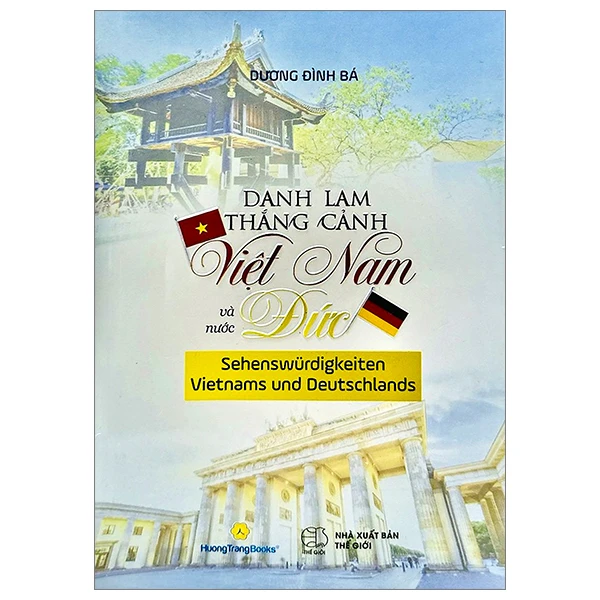 DƯƠNG ĐÌNH BÁ
DANH LAM
THẮNG CẢNH
Việt Nam
và
nước
Đức
Sehenswürdigkeiten
Vietnams und Deutschlands
HuongTrangBooks®
THẾ GIỚI
NHÀ XUẤT BẢN
THẾ GIỚI